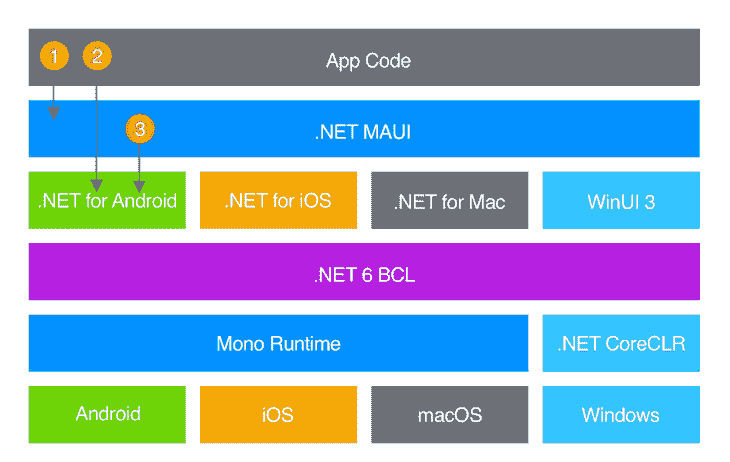 1 2 App Code
3 .NET MAUI
.NET for Android .NET for iOS .NET for Mac WinUI 3
.NET 6 BCL
Mono Runtime .NET CoreCLR
Android iOS macOS Windows